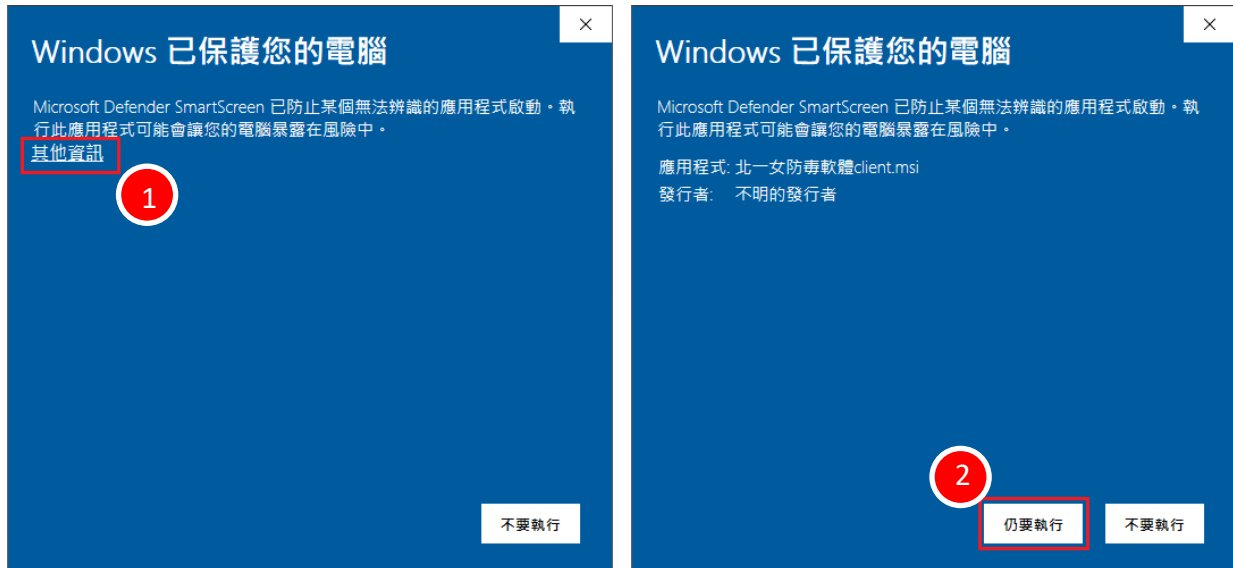 Windows 已保護您的電腦
Microsoft Defender SmartScreen 已防止某個無法辨識的應用程式啟動。執
行此應用程式可能會讓您的電腦暴露在風險中。
其他資訊
1
不要執行
Windows 已保護您的電腦
Microsoft Defender SmartScreen 已防止某個無法辨識的應用程式啟動。執
行此應用程式可能會讓您的電腦暴露在風險中。
應用程式: 北一女防毒軟體client.msi
發行者: 不明的發行者
2
仍要執行 不要執行